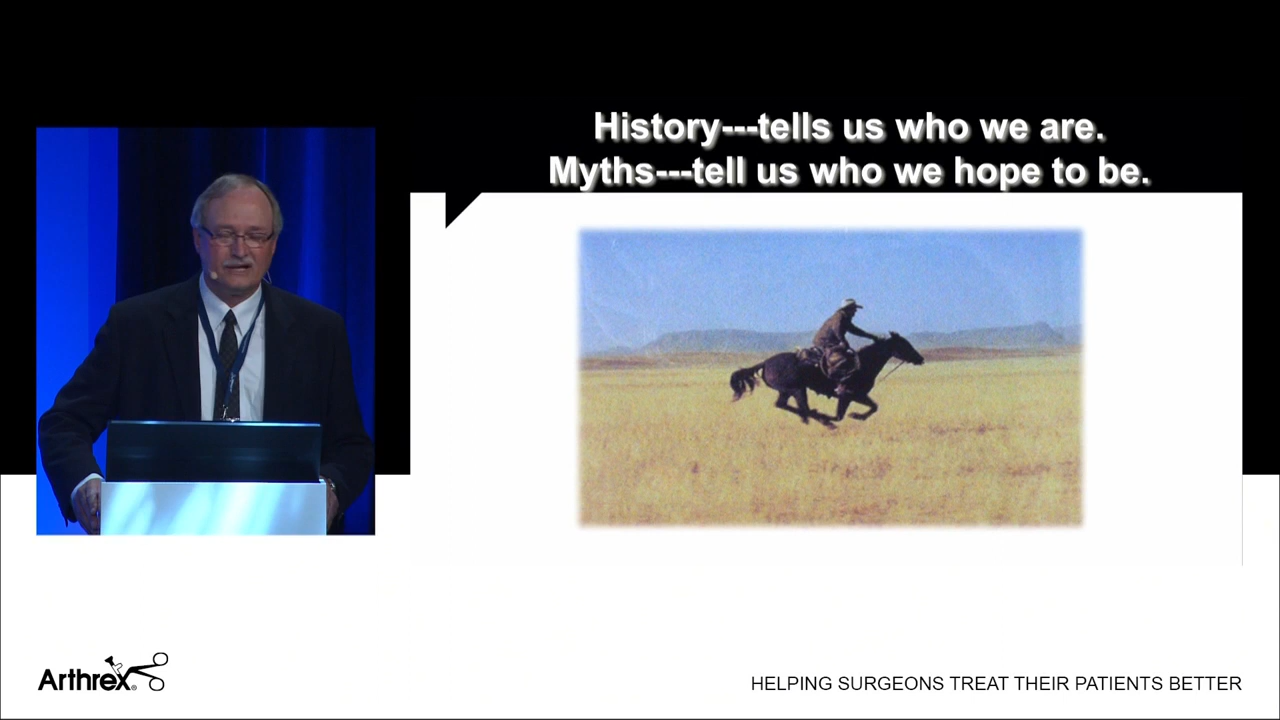 History---tells us who we are.
Myths---tell us who we hope to be.
Arthrex®
HELPING SURGEONS TREAT THEIR PATIENTS BETTER